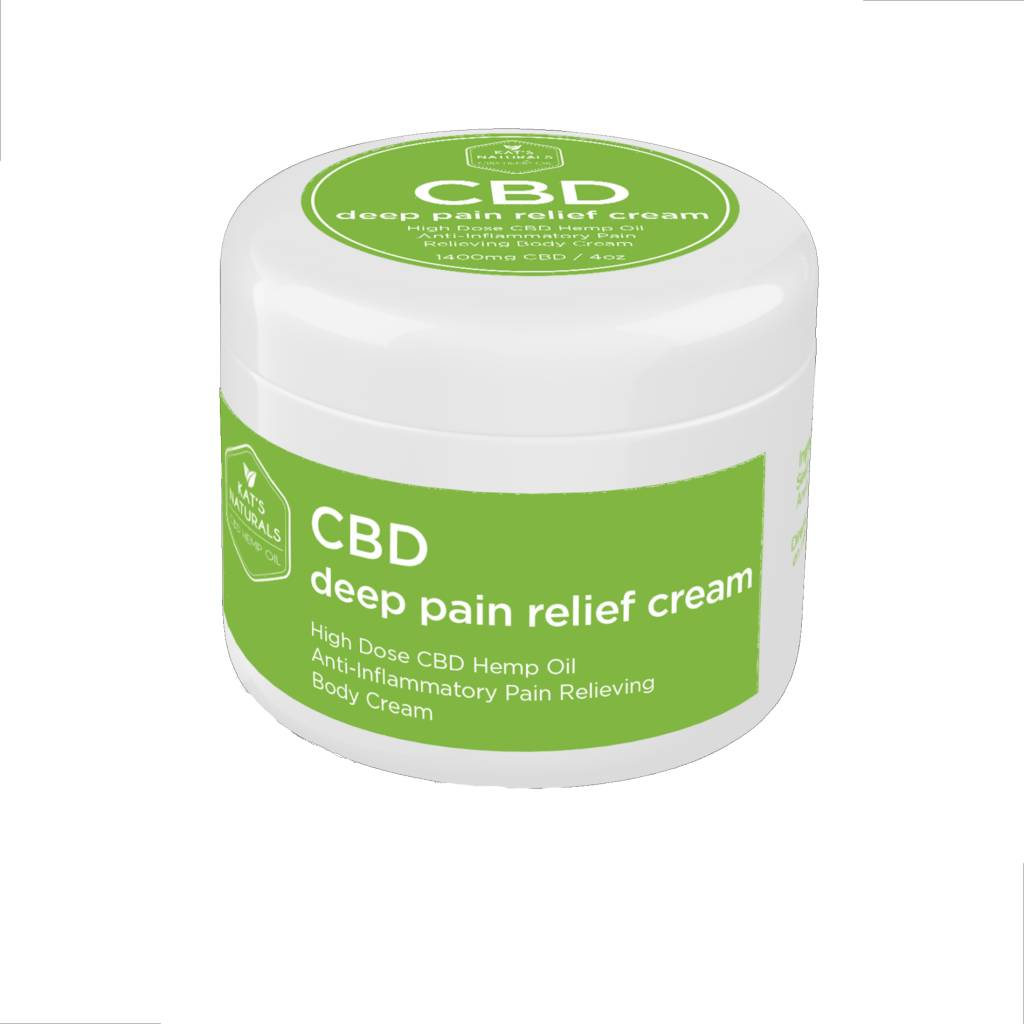 KAT'S
NATURALS
CBD HEMP OIL
CBD
deep pain relief cream
High Dose CBD Hemp Oil
Anti-Inflammatory Pain
Relieving Body Cream
1400mg CBD / 4oz
KAT'S
NATURALS
CBD HEMP OIL
CBD
deep pain relief cream
High Dose CBD Hemp Oil
Anti-Inflammatory Pain Relieving
Body Cream